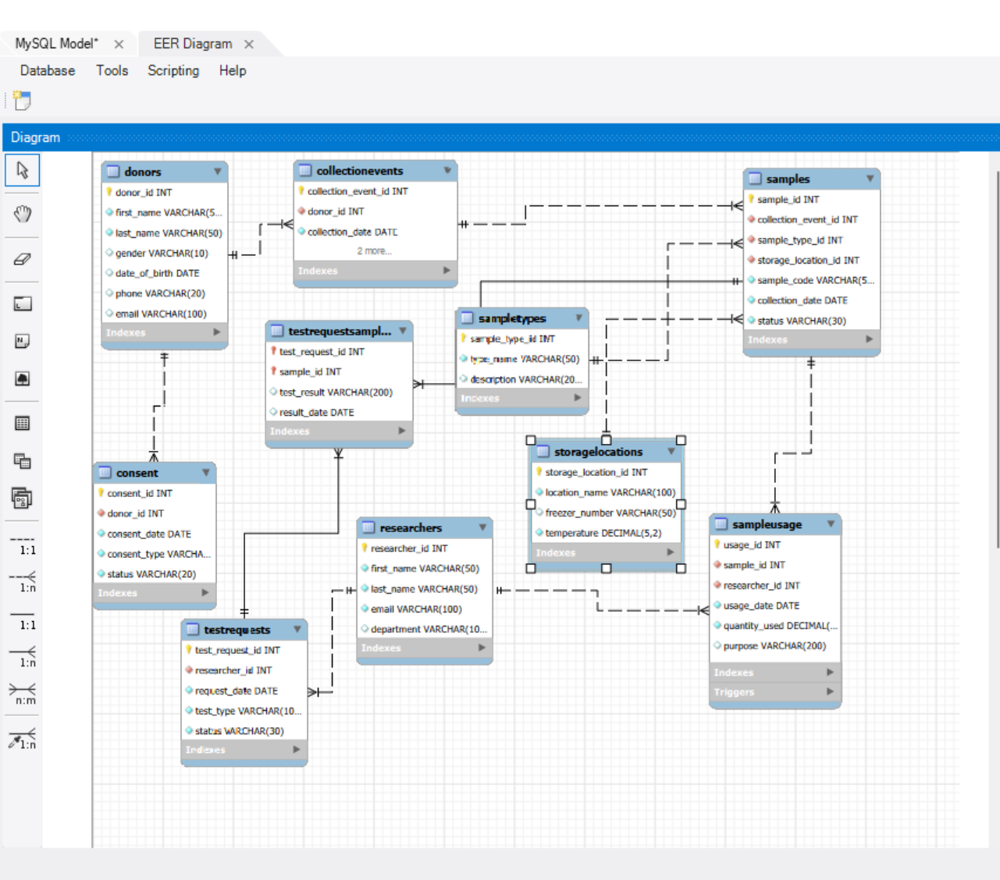 MySQL Model*
EER Diagram
Database Tools Scripting Help
Diagram
donors
donor_id INT
first_name VARCHAR(5...
last_name VARCHAR(50)
gender VARCHAR(10)
date_of_birth DATE
phone VARCHAR(20)
email VARCHAR(100)
Indexes
collectionevents
collection_event_id INT
donor_id INT
collection_date DATE
2 more...
Indexes
samples
sample_id INT
collection_event_id INT
sample_type_id INT
storage_location_id INT
sample_code VARCHAR(5...
collection_date DATE
status VARCHAR(30)
Indexes
testrequestsampl...
test_request_id INT
sample_id INT
test_result VARCHAR(200)
result_date DATE
Indexes
sampletypes
sample_type_id INT
type_name VARCHAR(50)
description VARCHAR(20...
Indexes
storagelocations
storage_location_id INT
location_name VARCHAR(100)
freezer_number VARCHAR(50)
temperature DECIMAL(5,2)
Indexes
consent
consent_id INT
donor_id INT
consent_date DATE
consent_type VARCHA...
status VARCHAR(20)
Indexes
researchers
researcher_id INT
first_name VARCHAR(50)
last_name VARCHAR(50)
email VARCHAR(100)
department VARCHAR(10...
Indexes
sampleusage
usage_id INT
sample_id INT
researcher_id INT
usage_date DATE
quantity_used DECIMAL(...
purpose VARCHAR(200)
Indexes
Triggers
testrequests
test_request_id INT
researcher_id INT
request_date DATE
test_type VARCHAR(10...
status VARCHAR(30)
Indexes
1:1
1:n
1:1
1:n
n:m
1:n